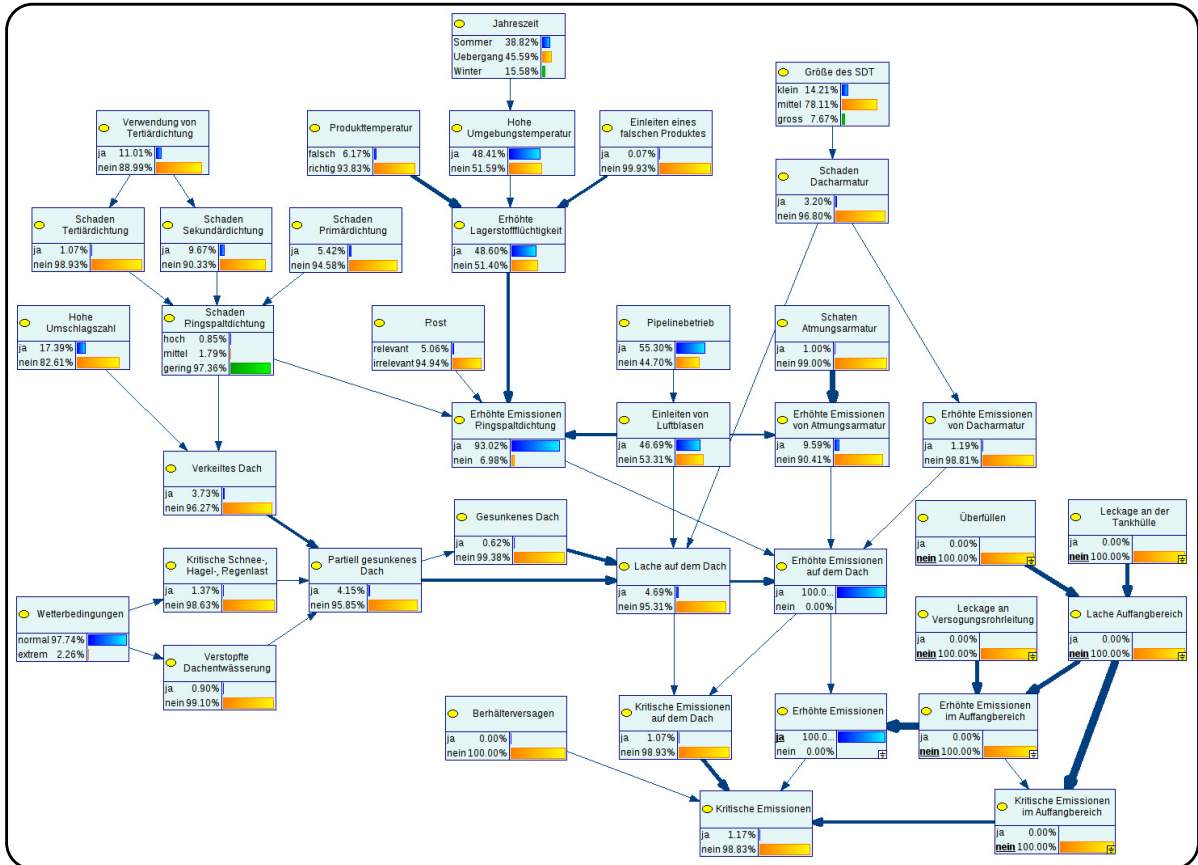 Jahreszeit
Sommer 38.82%
Uebergang 45.59%
Winter 15.58%
Größe des SDT
klein 14.21%
mittel 78.11%
gross 7.67%
Verwendung von
Tertiärdichtung
ja 11.01%
nein 88.99%
Produkttemperatur
falsch 6.17%
richtig 93.83%
Hohe
Umgebungstemperatur
ja 48.41%
nein 51.59%
Einleiten eines
falschen Produktes
ja 0.07%
nein 99.93%
Schaden
Dacharmatur
ja 3.20%
nein 96.80%
Schaden
Tertiärdichtung
ja 1.07%
nein 98.93%
Schaden
Sekundärdichtung
ja 9.67%
nein 90.33%
Schaden
Primärdichtung
ja 5.42%
nein 94.58%
Erhöhte
Lagerstoffflüchtigkeit
ja 48.60%
nein 51.40%
Hohe
Umschlagszahl
ja 17.39%
nein 82.61%
Schaden
Ringspaltdichtung
hoch 0.85%
mittel 1.79%
gering 97.36%
Rost
relevant 5.06%
irrelevant 94.94%
Pipelinebetrieb
ja 55.30%
nein 44.70%
Schaten
Atmungsarmatur
ja 1.00%
nein 99.00%
Erhöhte Emissionen
Ringspaltdichtung
ja 93.02%
nein 6.98%
Einleiten von
Luftblasen
ja 46.69%
nein 53.31%
Erhöhte Emissionen
von Atmungsarmatur
ja 9.59%
nein 90.41%
Erhöhte Emissionen
von Dacharmatur
ja 1.19%
nein 98.81%
Verkeiltes Dach
ja 3.73%
nein 96.27%
Gesunkenes Dach
ja 0.62%
nein 99.38%
Überfüllen
ja 0.00%
nein 100.00%
Leckage an der
Tankhülle
ja 0.00%
nein 100.00%
Kritische Schnee-,
Hagel-, Regenlast
ja 1.37%
nein 98.63%
Partiell gesunkenes
Dach
ja 4.15%
nein 95.85%
Lache auf dem Dach
ja 4.69%
nein 95.31%
Erhöhte Emissionen
auf dem Dach
ja 100.0...
nein 0.00%
Wetterbedingungen
normal 97.74%
extrem 2.26%
Leckage an
Versogungsrohrleitung
ja 0.00%
nein 100.00%
Lache Auffangbereich
ja 0.00%
nein 100.00%
Verstopfte
Dachentwässerung
ja 0.90%
nein 99.10%
Berhälterversagen
ja 0.00%
nein 100.00%
Kritische Emissionen
auf dem Dach
ja 1.07%
nein 98.93%
Erhöhte Emissionen
ja 100.0...
nein 0.00%
Erhöhte Emissionen
im Auffangbereich
ja 0.00%
nein 100.00%
Kritische Emissionen
ja 1.17%
nein 98.83%
Kritische Emissionen
im Auffangbereich
ja 0.00%
nein 100.00%